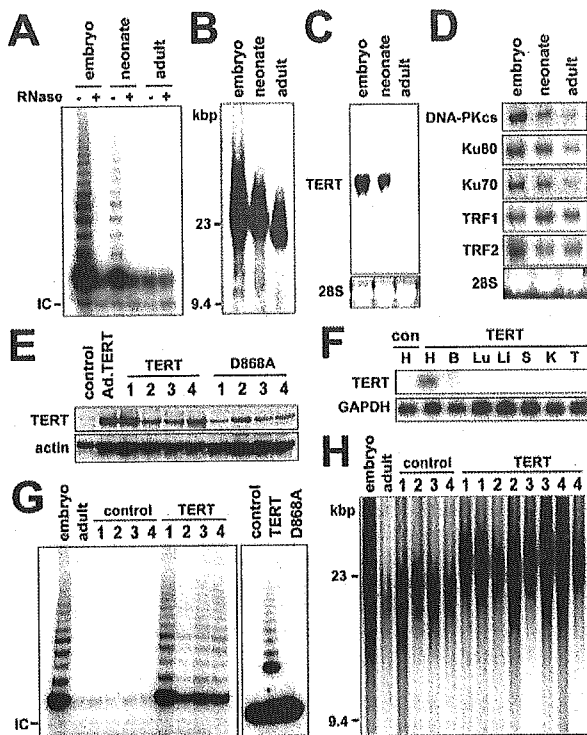 A
embryo neonate adult
RNase - + - + - +
IC
B
embryo neonate adult
kbp
23
9.4
C
embryo neonate adult
TERT
28S
D
embryo neonate adult
DNA-PKcs
Ku80
Ku70
TRF1
TRF2
28S
E
control Ad.TERT TERT D868A
1 2 3 4 1 2 3 4
TERT
actin
F
con TERT
H H B Lu Li S K T
TERT
GAPDH
G
embryo adult control TERT
1 2 3 4 1 2 3 4
control TERT D868A
IC
H
embryo adult control TERT
kbp 1 2 3 4 1 1 2 2 3 3 4 4
23
9.4